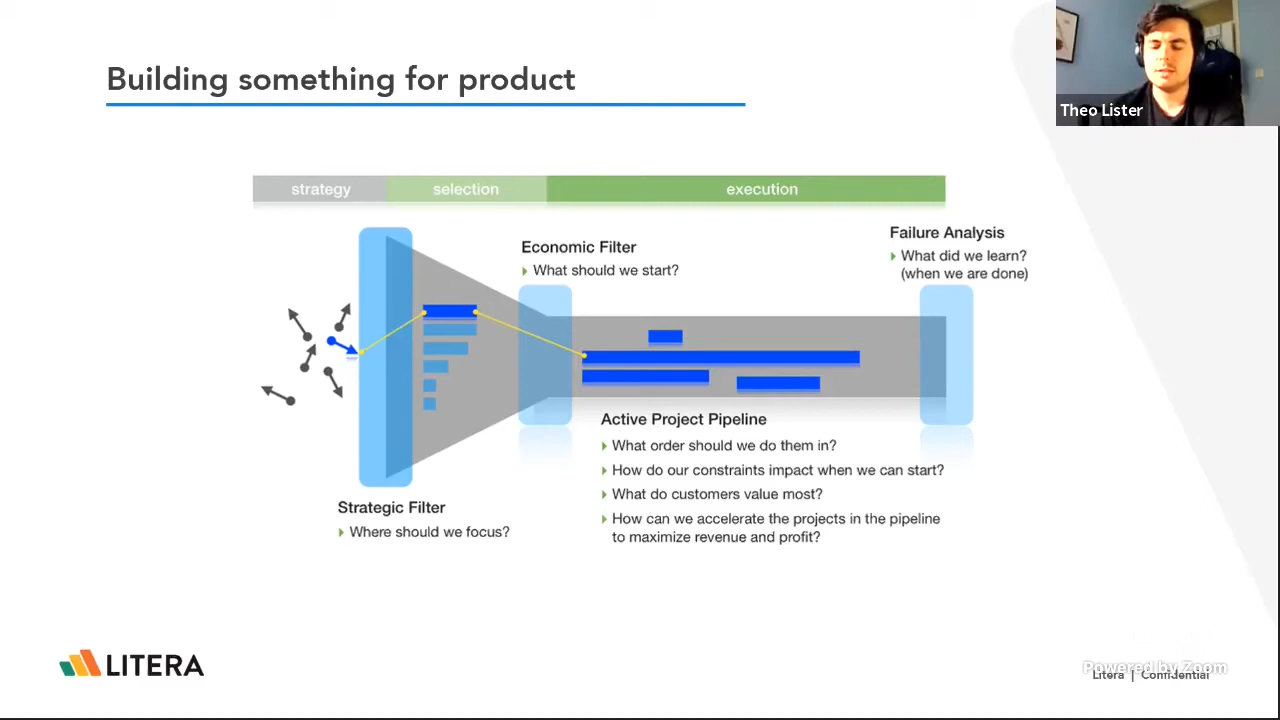 Building something for product
Theo Lister
strategy
selection
execution
Economic Filter
What should we start?
Failure Analysis
What did we learn?
(when we are done)
Active Project Pipeline
What order should we do them in?
How do our constraints impact when we can start?
What do customers value most?
How can we accelerate the projects in the pipeline
to maximize revenue and profit?
Strategic Filter
Where should we focus?
LITERA
Powered by Zoom
Litera | Confidential